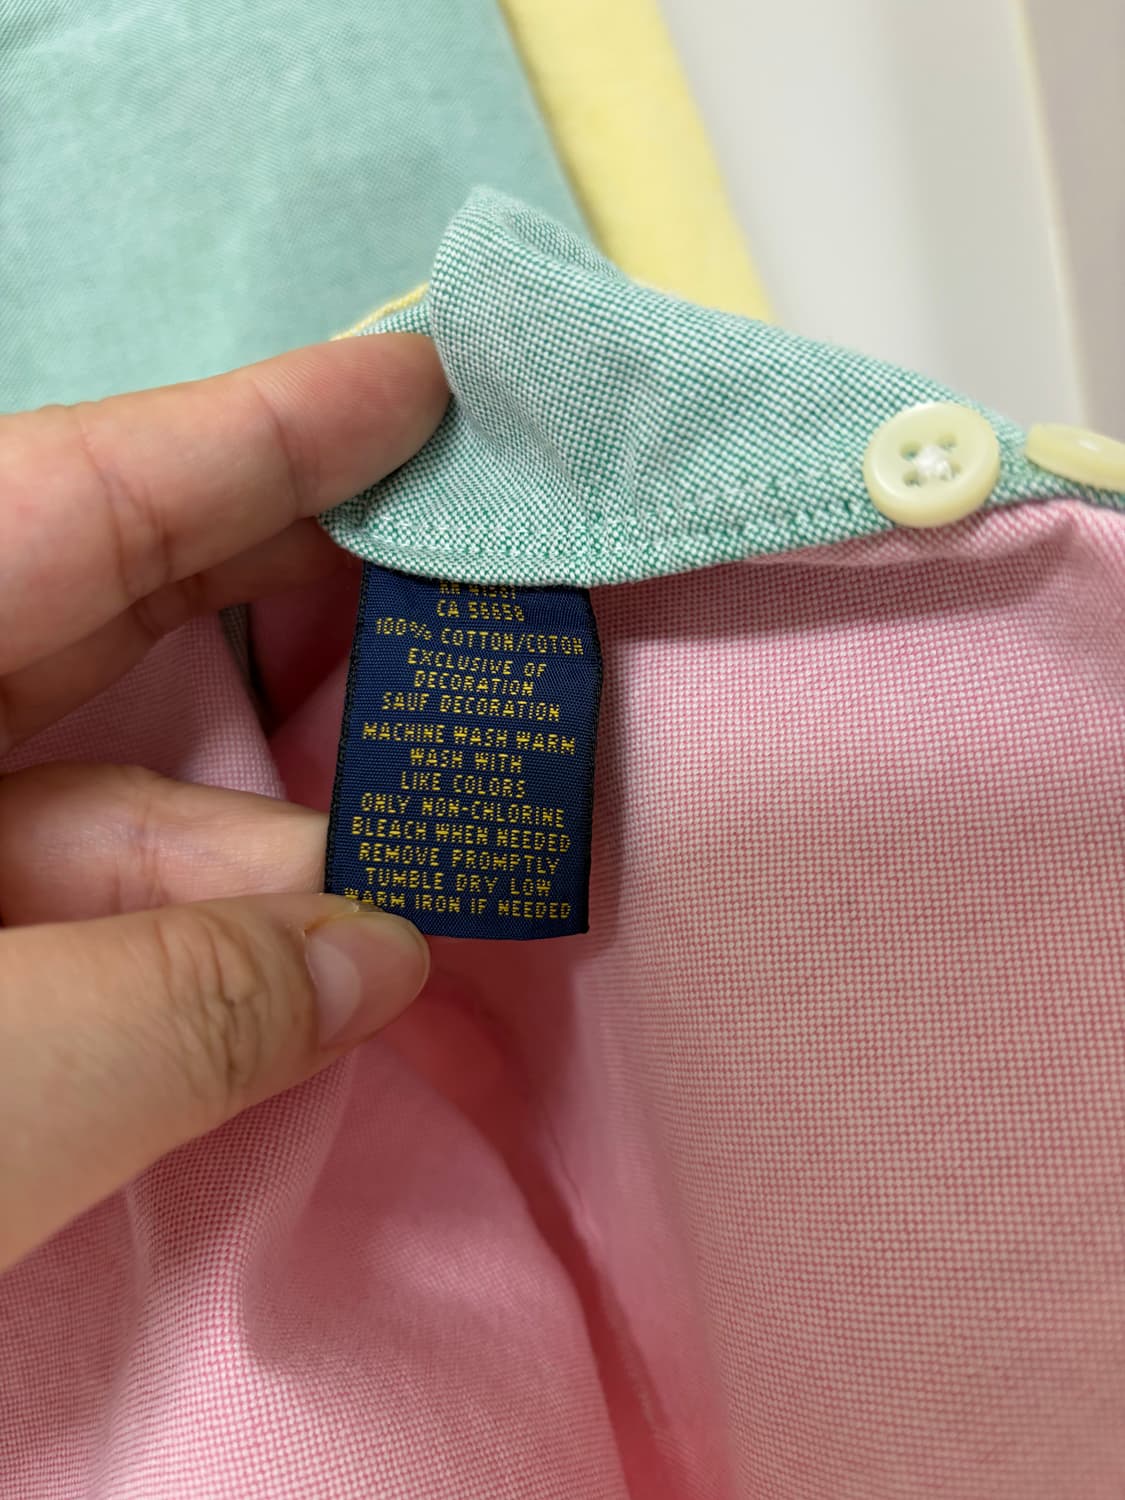 CA 56650
100% COTTON/COTON
EXCLUSIVE OF
DECORATION
SAUF DECORATION
MACHINE WASH WARM
WASH WITH
LIKE COLORS
ONLY NON-CHLORINE
BLEACH WHEN NEEDED
REMOVE PROMPTLY
TUMBLE DRY LOW
WARM IRON IF NEEDED